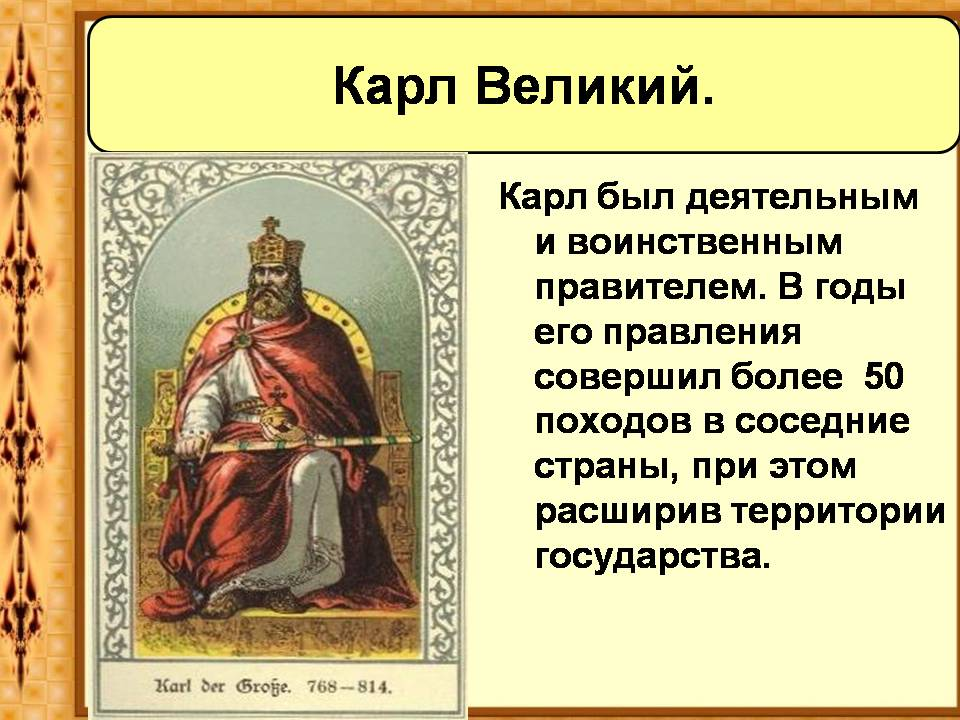 Карл Великий.
Карл был деятельным
и воинственным
правителем. В годы
его правления
совершил более 50
походов в соседние
страны, при этом
расширив территории
государства.
Karl der Große. 768–814.